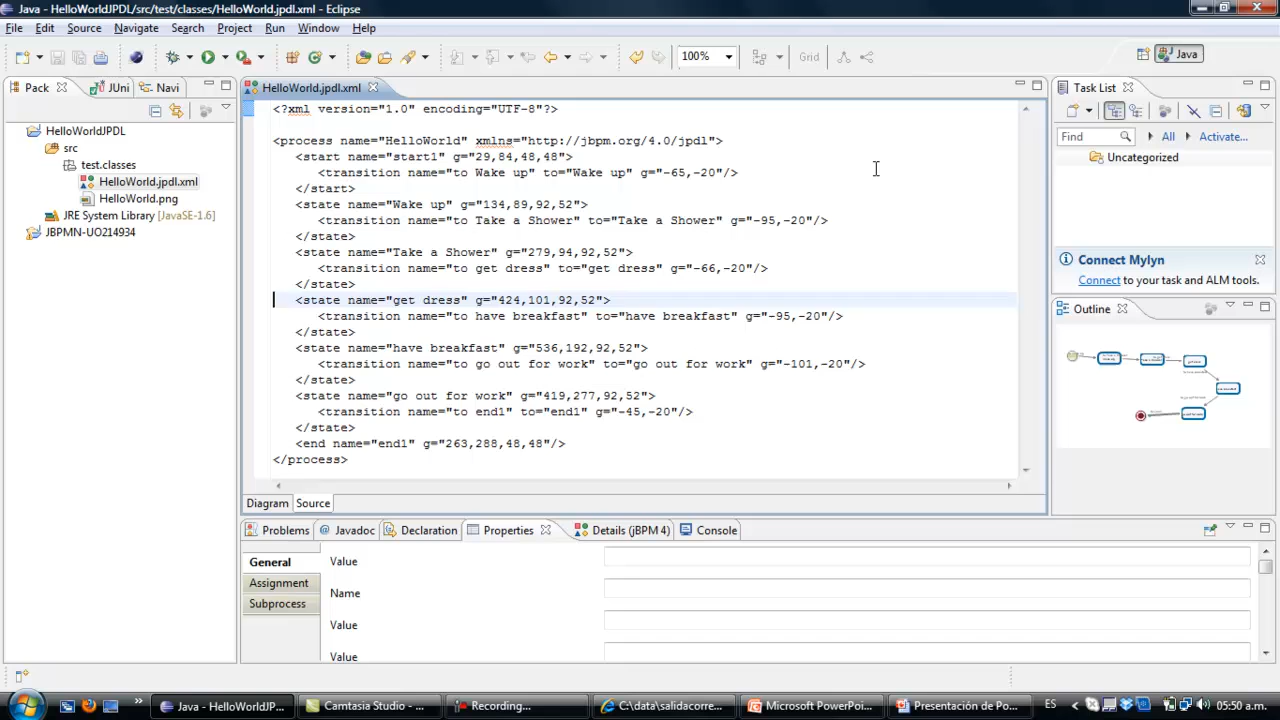 Java - HelloWorldJPDL/src/test/classes/HelloWorld.jpdl.xml - Eclipse
File Edit Source Refactor Navigate Search Project Run Window Help
100% Grid Java
Pack JUni Navi
HelloWorldJPDL
src
test.classes
HelloWorld.jpdl.xml
HelloWorld.png
JRE System Library [JavaSE-1.6]
JBPMN-UO214934
HelloWorld.jpdl.xml
<?xml version="1.0" encoding="UTF-8"?>
<process name="HelloWorld" xmlns="http://jbpm.org/4.0/jpdl">
<start name="start1" g="29,84,48,48">
<transition name="to Wake up" to="Wake up" g="-65,-20"/>
</start>
<state name="Wake up" g="134,89,92,52">
<transition name="to Take a Shower" to="Take a Shower" g="-95,-20"/>
</state>
<state name="Take a Shower" g="279,94,92,52">
<transition name="to get dress" to="get dress" g="-66,-20"/>
</state>
<state name="get dress" g="424,101,92,52">
<transition name="to have breakfast" to="have breakfast" g="-95,-20"/>
</state>
<state name="have breakfast" g="536,192,92,52">
<transition name="to go out for work" to="go out for work" g="-101,-20"/>
</state>
<state name="go out for work" g="419,277,92,52">
<transition name="to end1" to="end1" g="-45,-20"/>
</state>
<end name="end1" g="263,288,48,48"/>
</process>
Diagram Source
Task List
Find All Activate...
Uncategorized
Connect Mylyn
Connect to your task and ALM tools.
Outline
Problems Javadoc Declaration Properties Details (jBPM 4) Console
General
Assignment
Subprocess
Value
Name
Value
Value
Java - HelloWorldJP... Camtasia Studio - ... Recording... C:\data\salidacorre... Microsoft PowerPoi... Presentación de Po... ES 05:50 a.m.